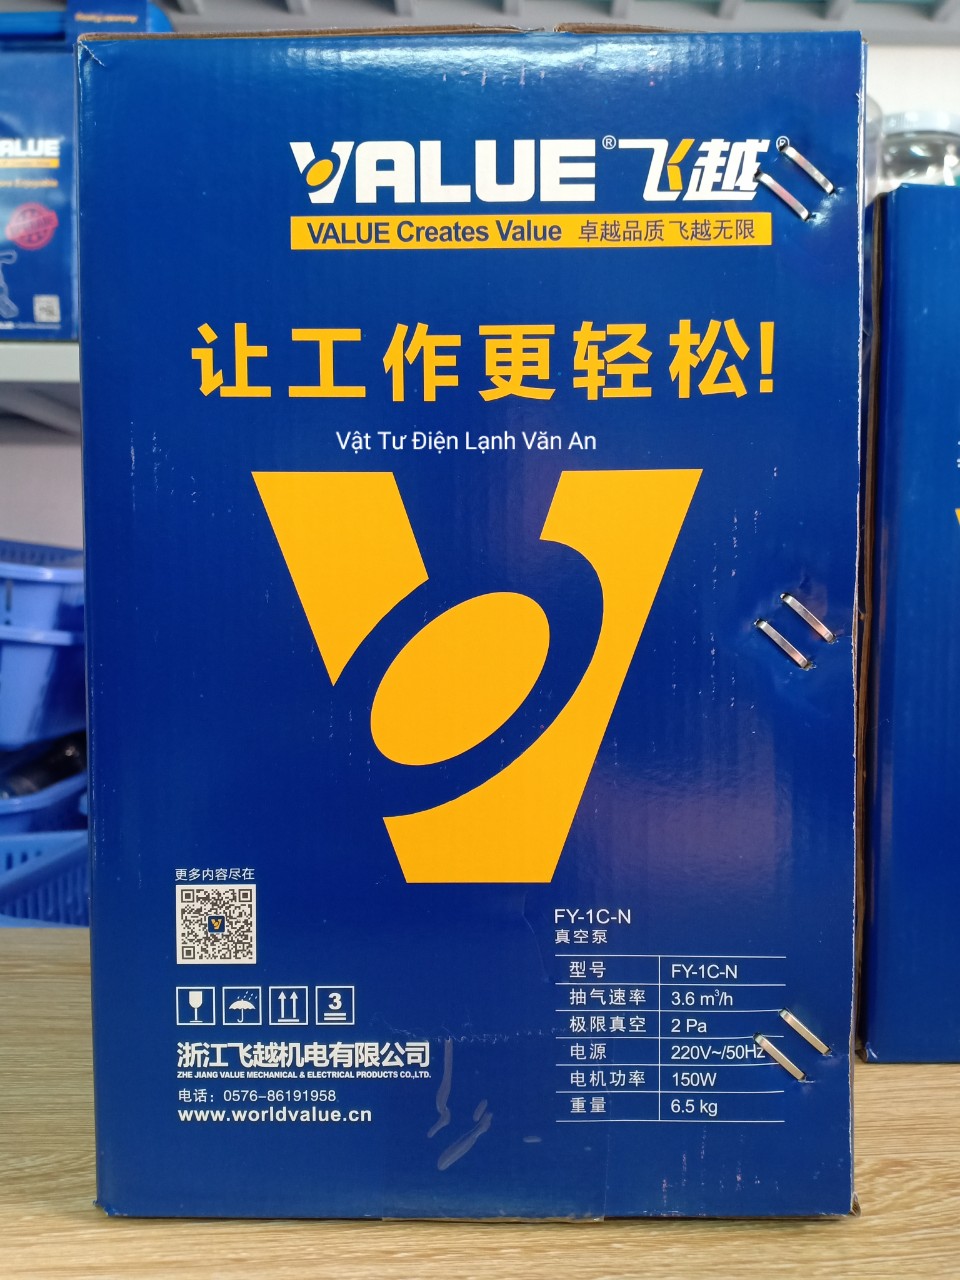 VALUE® 飞越®
VALUE Creates Value 卓越品质 飞越无限
让工作更轻松!
Vật Tư Điện Lạnh Văn An
更多内容尽在
FY-1C-N
真空泵
型号 FY-1C-N
抽气速率 3.6 m³/h
极限真空 2 Pa
电源 220V~/50Hz
电机功率 150W
重量 6.5 kg
3
浙江飞越机电有限公司
ZHE JIANG VALUE MECHANICAL & ELECTRICAL PRODUCTS CO.,LTD.
电话：0576-86191958
www.worldvalue.cn
ALUE